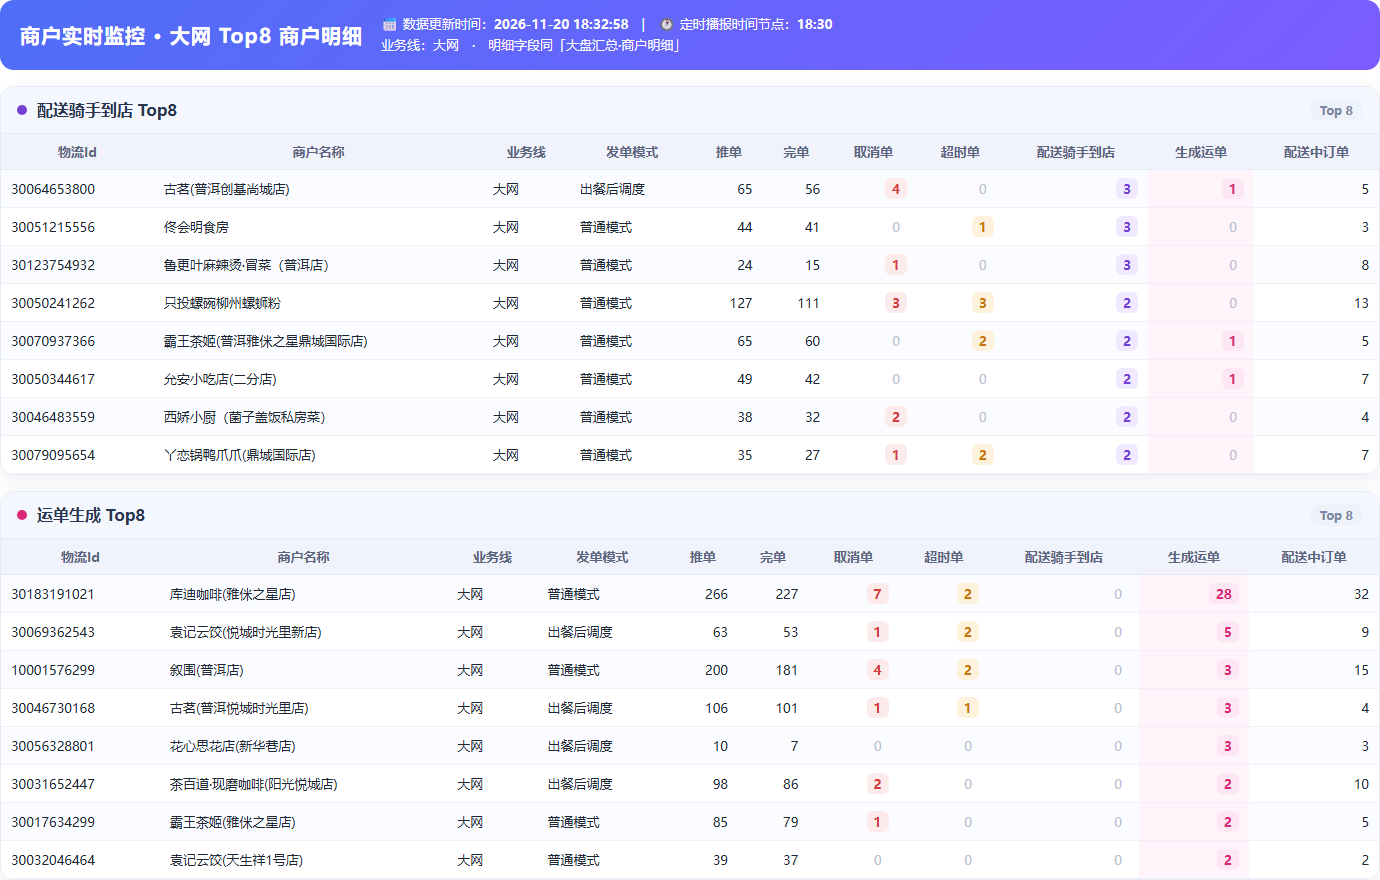 商户实时监控 • 大网 Top8 商户明细
数据更新时间：2026-11-20 18:32:58 | 定时播报时间节点：18:30
业务线：大网 · 明细字段同「大盘汇总·商户明细」
配送骑手到店 Top8 Top 8
物流Id 商户名称 业务线 发单模式 推单 完单 取消单 超时单 配送骑手到店 生成运单 配送中订单
30064653800 古茗(普洱创基尚城店) 大网 出餐后调度 65 56 4 0 3 1 5
30051215556 佟会明食房 大网 普通模式 44 41 0 1 3 0 3
30123754932 鲁更叶麻辣烫·冒菜（普洱店） 大网 普通模式 24 15 1 0 3 0 8
30050241262 只投螺碗柳州螺蛳粉 大网 普通模式 127 111 3 3 2 0 13
30070937366 霸王茶姬(普洱雅侎之星鼎城国际店) 大网 普通模式 65 60 0 2 2 1 5
30050344617 允安小吃店(二分店) 大网 普通模式 49 42 0 0 2 1 7
30046483559 西娇小厨（菌子盖饭私房菜） 大网 普通模式 38 32 2 0 2 0 4
30079095654 丫恋锅鸭爪爪(鼎城国际店) 大网 普通模式 35 27 1 2 2 0 7
运单生成 Top8 Top 8
物流Id 商户名称 业务线 发单模式 推单 完单 取消单 超时单 配送骑手到店 生成运单 配送中订单
30183191021 库迪咖啡(雅侎之星店) 大网 普通模式 266 227 7 2 0 28 32
30069362543 袁记云饺(悦城时光里新店) 大网 出餐后调度 63 53 1 2 0 5 9
10001576299 叙围(普洱店) 大网 普通模式 200 181 4 2 0 3 15
30046730168 古茗(普洱悦城时光里店) 大网 出餐后调度 106 101 1 1 0 3 4
30056328801 花心思花店(新华巷店) 大网 出餐后调度 10 7 0 0 0 3 3
30031652447 茶百道·现磨咖啡(阳光悦城店) 大网 出餐后调度 98 86 2 0 0 2 10
30017634299 霸王茶姬(雅侎之星店) 大网 普通模式 85 79 1 0 0 2 5
30032046464 袁记云饺(天生祥1号店) 大网 普通模式 39 37 0 0 0 2 2